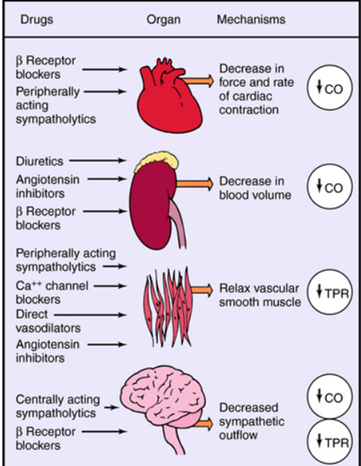 Drugs Organ Mechanisms
β Receptor
blockers
Peripherally
acting
sympatholytics
Decrease in
force and rate
of cardiac
contraction
CO
Diuretics
Angiotensin
inhibitors
β Receptor
blockers
Decrease in
blood volume
CO
Peripherally acting
sympatholytics
Ca++ channel
blockers
Direct
vasodilators
Angiotensin
inhibitors
Relax vascular
smooth muscle
TPR
Centrally acting
sympatholytics
β Receptor
blockers
Decreased
sympathetic
outflow
CO
TPR